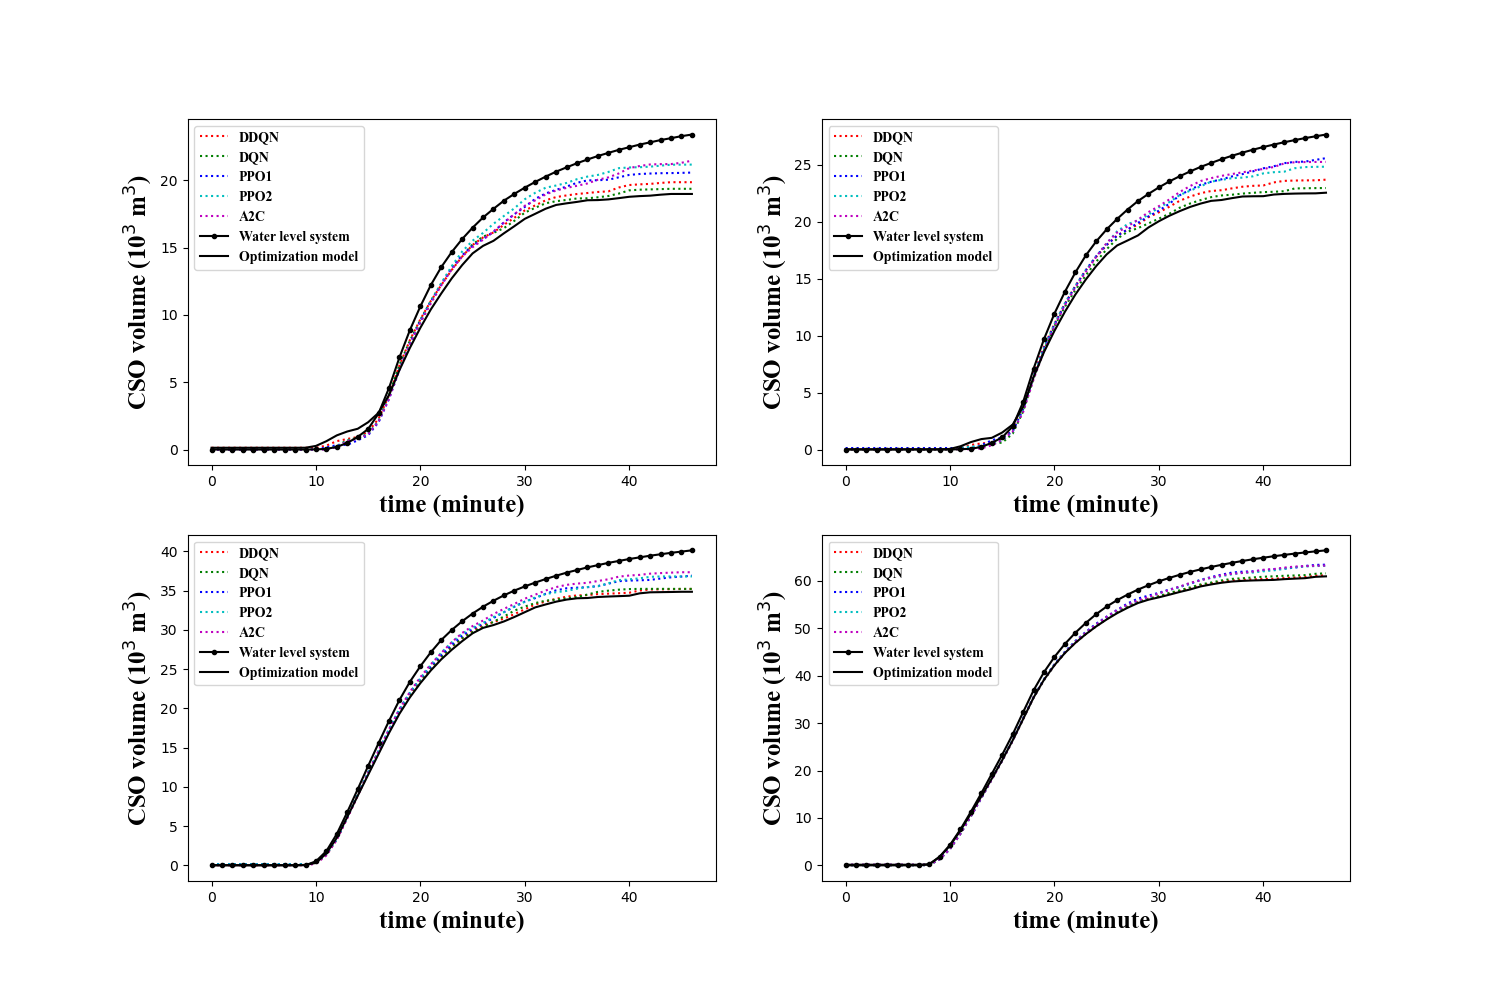 DDQN
DQN
PPO1
PPO2
A2C
Water level system
Optimization model
CSO volume (10³ m³)
20
15
10
5
0
0 10 20 30 40
time (minute)
DDQN
DQN
PPO1
PPO2
A2C
Water level system
Optimization model
CSO volume (10³ m³)
25
20
15
10
5
0
0 10 20 30 40
time (minute)
DDQN
DQN
PPO1
PPO2
A2C
Water level system
Optimization model
CSO volume (10³ m³)
40
35
30
25
20
15
10
5
0
0 10 20 30 40
time (minute)
DDQN
DQN
PPO1
PPO2
A2C
Water level system
Optimization model
CSO volume (10³ m³)
60
50
40
30
20
10
0
0 10 20 30 40
time (minute)